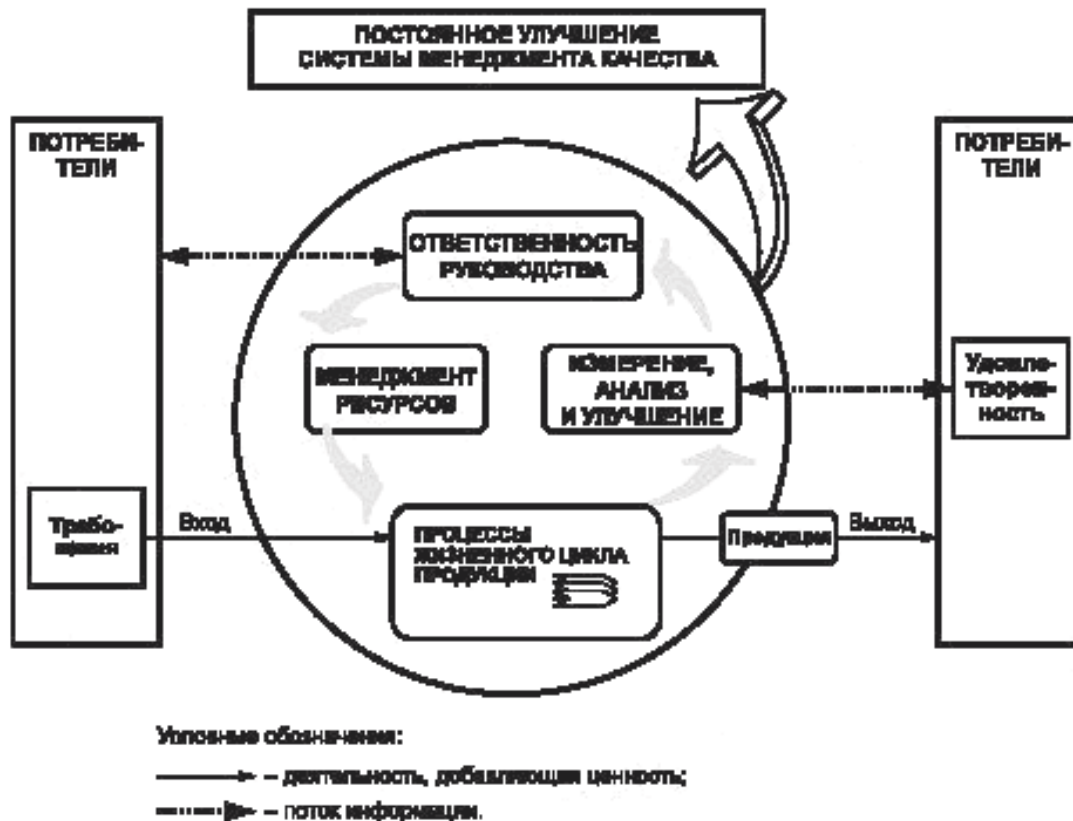 ПОСТОЯННОЕ УЛУЧШЕНИЕ
СИСТЕМЫ МЕНЕДЖМЕНТА КАЧЕСТВА
ПОТРЕБИ-
ТЕЛИ
ПОТРЕБИ-
ТЕЛИ
ОТВЕТСТВЕННОСТЬ
РУКОВОДСТВА
МЕНЕДЖМЕНТ
РЕСУРСОВ
ИЗМЕРЕНИЕ,
АНАЛИЗ
И УЛУЧШЕНИЕ
Удовле-
творен-
ность
Требо-
вания
Вход
ПРОЦЕССЫ
ЖИЗНЕННОГО ЦИКЛА
ПРОДУКЦИИ
Продукция
Выход
Условные обозначения:
– деятельность, добавляющая ценность;
– поток информации.